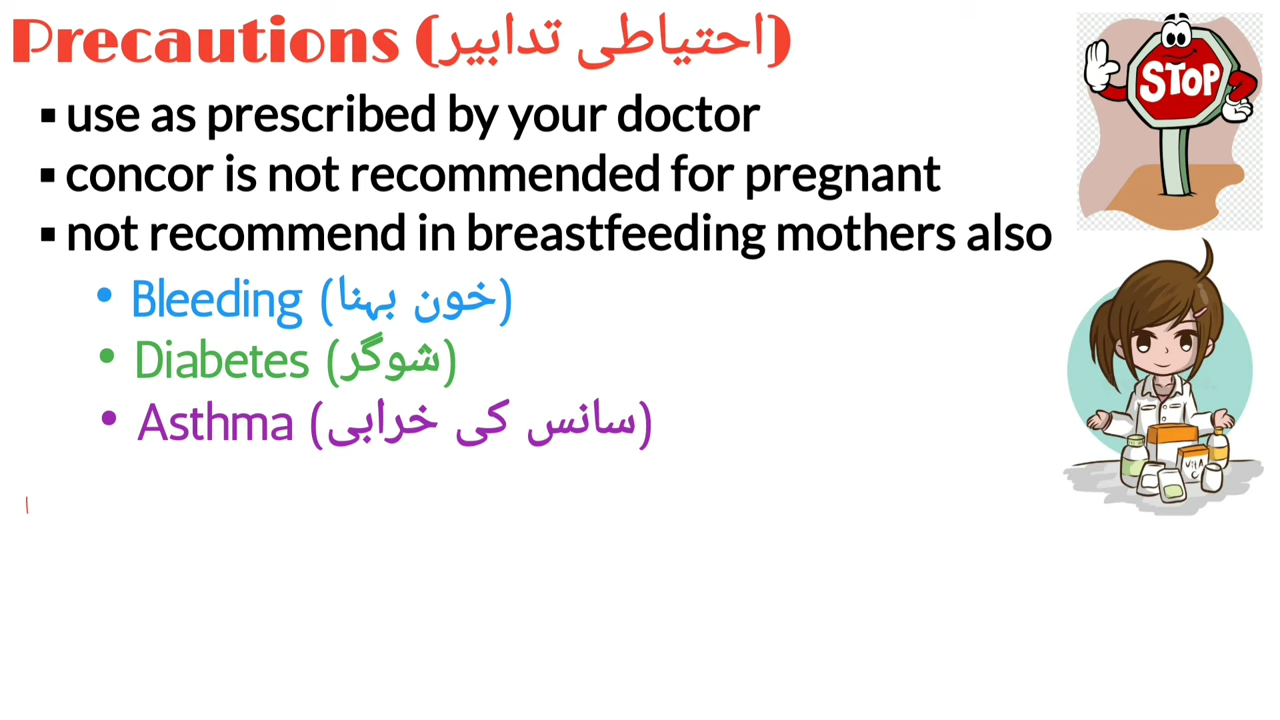 Precautions (احتیاطی تدابیر)
▪ use as prescribed by your doctor
▪ concor is not recommended for pregnant
▪ not recommend in breastfeeding mothers also
• Bleeding (خون بہنا)
• Diabetes (شوگر)
• Asthma (سانس کی خرابی)
STOP
VitA
C